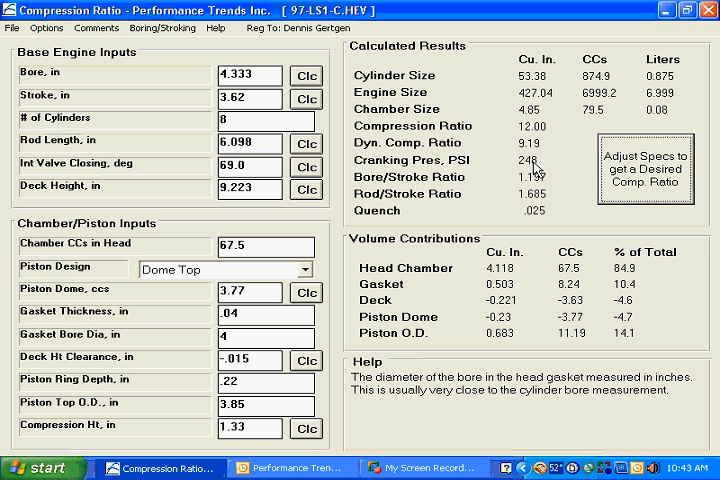 Compression Ratio - Performance Trends Inc. [ 97-LS1-C.HEV ]
File Options Comments Boring/Stroking Help Reg To: Dennis Gertgen
Base Engine Inputs
Bore, in 4.333 Clc
Stroke, in 3.62 Clc
# of Cylinders 8
Rod Length, in 6.098 Clc
Int Valve Closing, deg 69.0 Clc
Deck Height, in 9.223 Clc
Chamber/Piston Inputs
Chamber CCs in Head 67.5
Piston Design Dome Top
Piston Dome, ccs 3.77 Clc
Gasket Thickness, in .04
Gasket Bore Dia, in 4
Deck Ht Clearance, in -.015 Clc
Piston Ring Depth, in .22
Piston Top O.D., in 3.85
Compression Ht, in 1.33 Clc
Calculated Results
Cu. In. CCs Liters
Cylinder Size 53.38 874.9 0.875
Engine Size 427.04 6999.2 6.999
Chamber Size 4.85 79.5 0.08
Compression Ratio 12.00
Dyn. Comp. Ratio 9.19
Cranking Pres, PSI 248
Bore/Stroke Ratio 1.197
Rod/Stroke Ratio 1.685
Quench .025
Adjust Specs to
get a Desired
Comp. Ratio
Volume Contributions
Cu. In. CCs % of Total
Head Chamber 4.118 67.5 84.9
Gasket 0.503 8.24 10.4
Deck -0.221 -3.63 -4.6
Piston Dome -0.23 -3.77 -4.7
Piston O.D. 0.683 11.19 14.1
Help
The diameter of the bore in the head gasket measured in inches.
This is usually very close to the cylinder bore measurement.
start Compression Ratio... Performance Tren... My Screen Record... 52° 10:43 AM